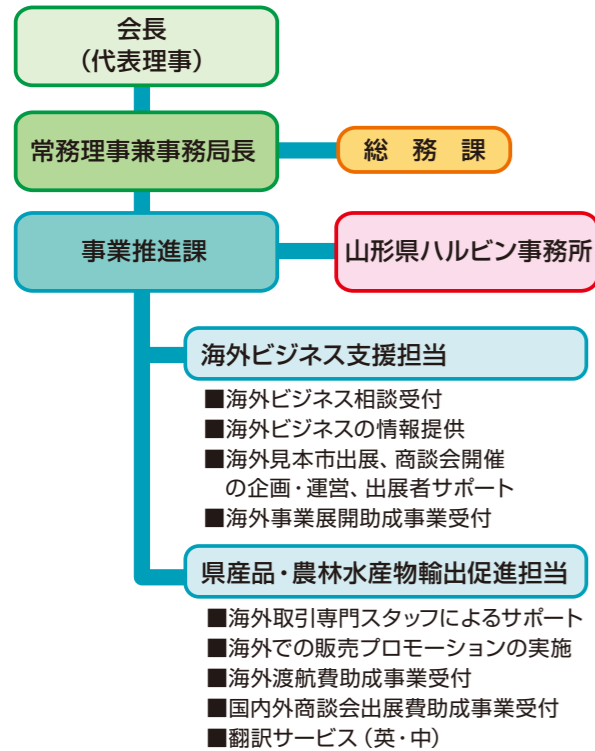 会長
（代表理事）
常務理事兼事務局長
総　務　課
事業推進課
山形県ハルビン事務所
海外ビジネス支援担当
■海外ビジネス相談受付
■海外ビジネスの情報提供
■海外見本市出展、商談会開催
の企画・運営、出展者サポート
■海外事業展開助成事業受付
県産品・農林水産物輸出促進担当
■海外取引専門スタッフによるサポート
■海外での販売プロモーションの実施
■海外渡航費助成事業受付
■国内外商談会出展費助成事業受付
■翻訳サービス（英・中）